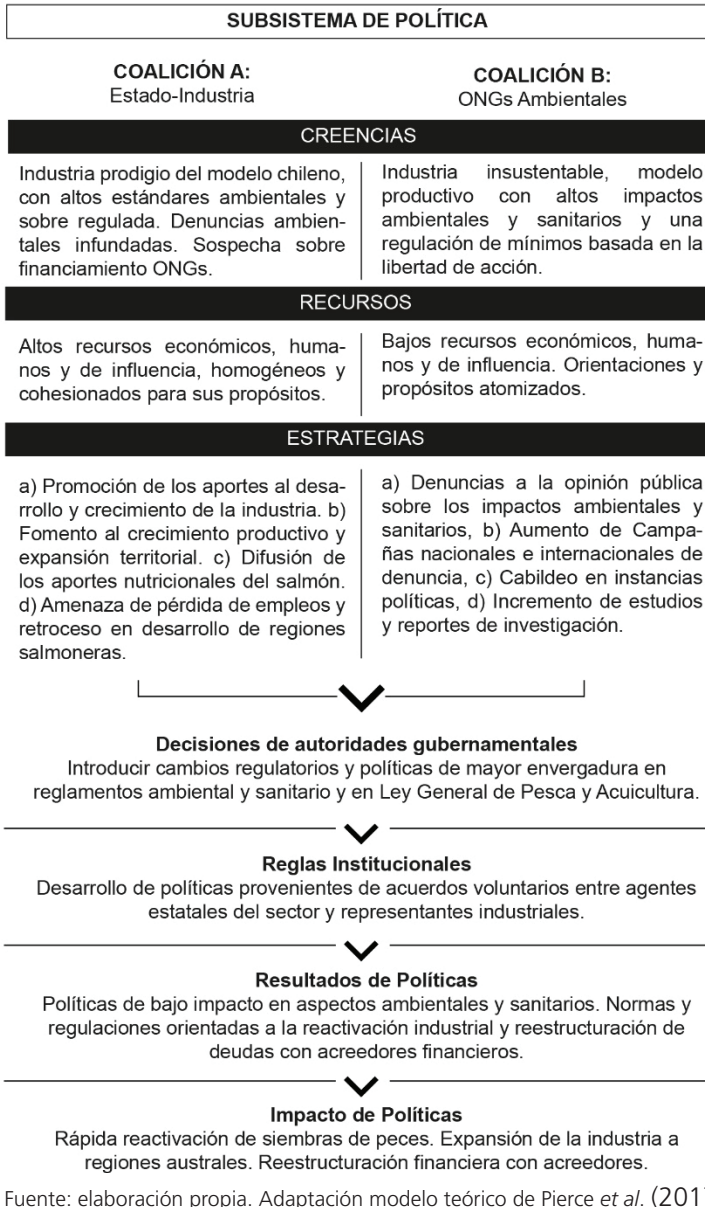 SUBSISTEMA DE POLÍTICA
COALICIÓN A:
Estado-Industria
COALICIÓN B:
ONGs Ambientales
CREENCIAS
Industria prodigio del modelo chileno,
con altos estándares ambientales y
sobre regulada. Denuncias ambien-
tales infundadas. Sospecha sobre
financiamiento ONGs.
Industria insustentable, modelo
productivo con altos impactos
ambientales y sanitarios y una
regulación de mínimos basada en la
libertad de acción.
RECURSOS
Altos recursos económicos, huma-
nos y de influencia, homogéneos y
cohesionados para sus propósitos.
Bajos recursos económicos, huma-
nos y de influencia. Orientaciones y
propósitos atomizados.
ESTRATEGIAS
a) Promoción de los aportes al desa-
rrollo y crecimiento de la industria. b)
Fomento al crecimiento productivo y
expansión territorial. c) Difusión de
los aportes nutricionales del salmón.
d) Amenaza de pérdida de empleos y
retroceso en desarrollo de regiones
salmoneras.
a) Denuncias a la opinión pública
sobre los impactos ambientales y
sanitarios, b) Aumento de Campa-
ñas nacionales e internacionales de
denuncia, c) Cabildeo en instancias
políticas, d) Incremento de estudios
y reportes de investigación.
Decisiones de autoridades gubernamentales
Introducir cambios regulatorios y políticas de mayor envergadura en
reglamentos ambiental y sanitario y en Ley General de Pesca y Acuicultura.
Reglas Institucionales
Desarrollo de políticas provenientes de acuerdos voluntarios entre agentes
estatales del sector y representantes industriales.
Resultados de Políticas
Políticas de bajo impacto en aspectos ambientales y sanitarios. Normas y
regulaciones orientadas a la reactivación industrial y reestructuración de
deudas con acreedores financieros.
Impacto de Políticas
Rápida reactivación de siembras de peces. Expansión de la industria a
regiones australes. Reestructuración financiera con acreedores.
Fuente: elaboración propia. Adaptación modelo teórico de Pierce et al.